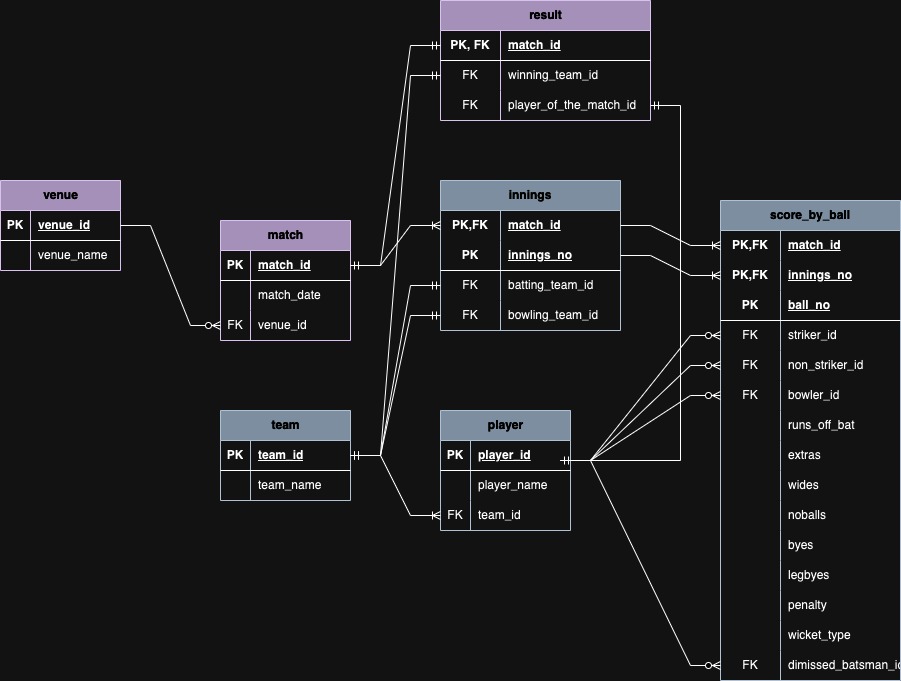 result
PK, FK match_id
FK winning_team_id
FK player_of_the_match_id
venue
PK venue_id
venue_name
match
PK match_id
match_date
FK venue_id
innings
PK,FK match_id
PK innings_no
FK batting_team_id
FK bowling_team_id
score_by_ball
PK,FK match_id
PK,FK innings_no
PK ball_no
FK striker_id
FK non_striker_id
FK bowler_id
runs_off_bat
extras
wides
noballs
byes
legbyes
penalty
wicket_type
FK dimissed_batsman_id
team
PK team_id
team_name
player
PK player_id
player_name
FK team_id